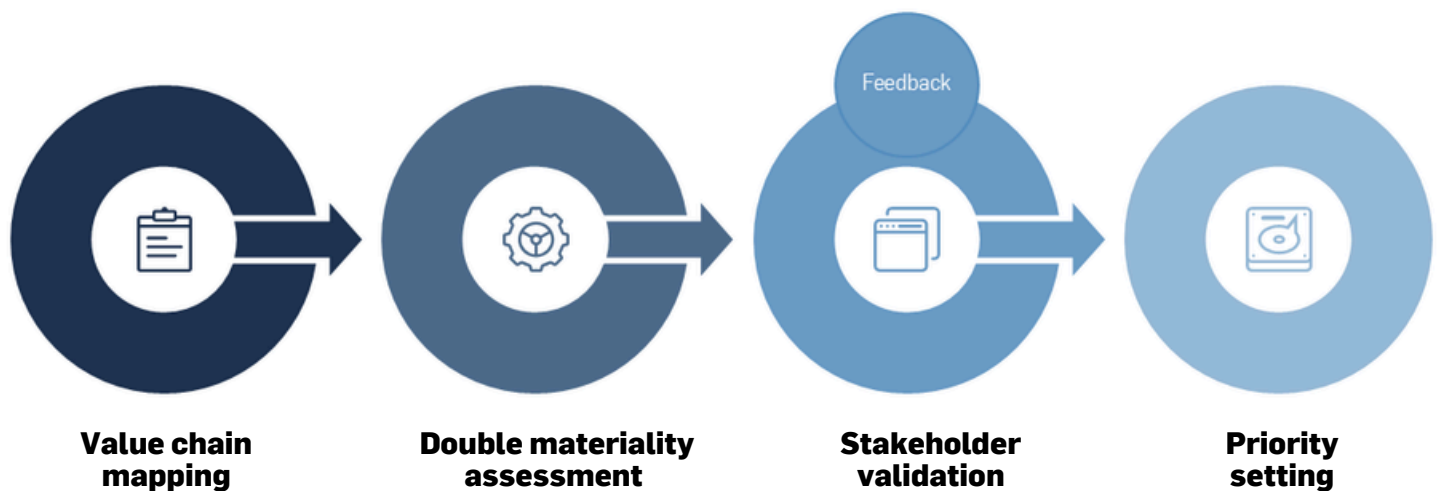 Feedback
Value chain
mapping
Double materiality
assessment
Stakeholder
validation
Priority
setting